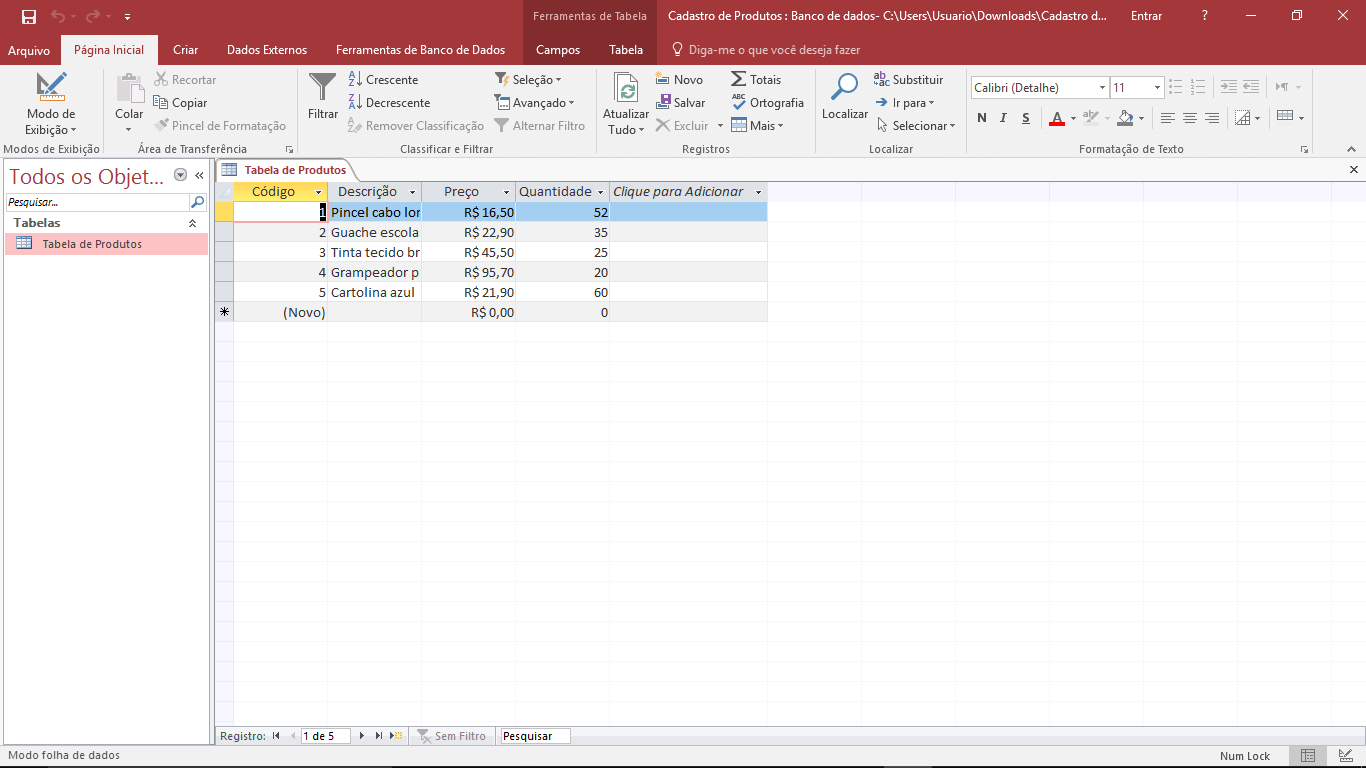 Ferramentas de Tabela
Cadastro de Produtos : Banco de dados- C:\Users\Usuario\Downloads\Cadastro d...
Entrar
?
Arquivo
Página Inicial
Criar
Dados Externos
Ferramentas de Banco de Dados
Campos
Tabela
Diga-me o que você deseja fazer
Modo de
Exibição
Modos de Exibição
Colar
Recortar
Copiar
Pincel de Formatação
Área de Transferência
Filtrar
Crescente
Decrescente
Remover Classificação
Seleção
Avançado
Alternar Filtro
Classificar e Filtrar
Atualizar
Tudo
Novo
Salvar
Excluir
Totais
Ortografia
Mais
Registros
Localizar
Substituir
Ir para
Selecionar
Localizar
Calibri (Detalhe)
11
N I S A
Formatação de Texto
Todos os Objet...
Pesquisar...
Tabelas
Tabela de Produtos
Tabela de Produtos
Código Descrição Preço Quantidade Clique para Adicionar
1 Pincel cabo lor R$ 16,50 52
2 Guache escola R$ 22,90 35
3 Tinta tecido br R$ 45,50 25
4 Grampeador p R$ 95,70 20
5 Cartolina azul R$ 21,90 60
(Novo) R$ 0,00 0
Registro: 1 de 5 Sem Filtro Pesquisar
Modo folha de dados
Num Lock